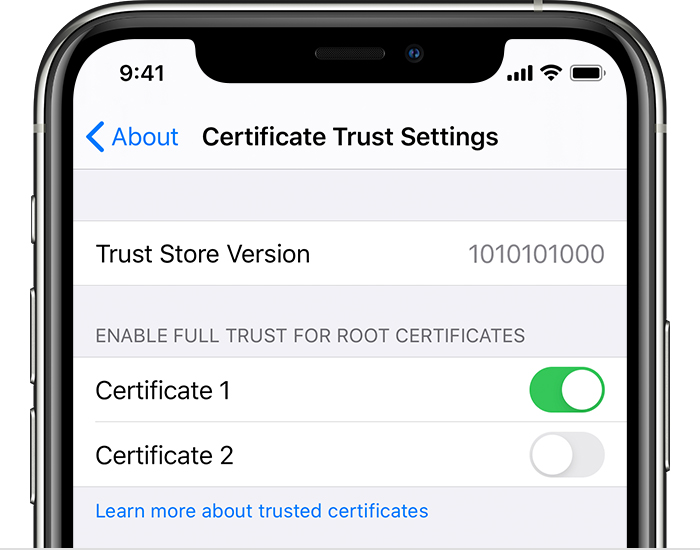 9:41
About Certificate Trust Settings
Trust Store Version 1010101000
ENABLE FULL TRUST FOR ROOT CERTIFICATES
Certificate 1
Certificate 2
Learn more about trusted certificates